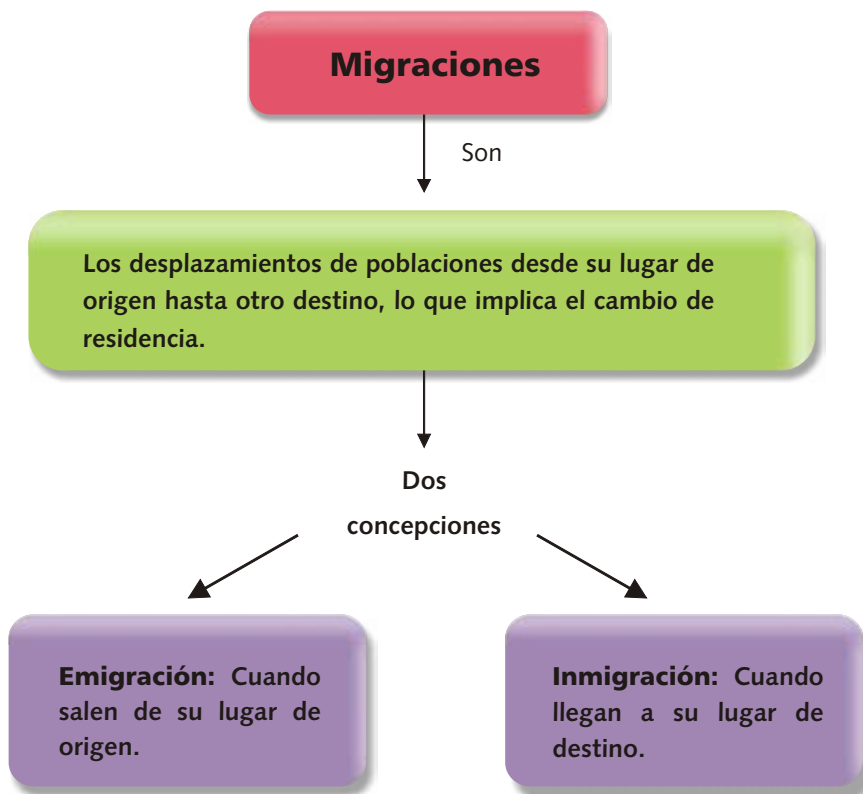 Migraciones
Son
Los desplazamientos de poblaciones desde su lugar de
origen hasta otro destino, lo que implica el cambio de
residencia.
Dos
concepciones
Emigración: Cuando
salen de su lugar de
origen.
Inmigración: Cuando
llegan a su lugar de
destino.